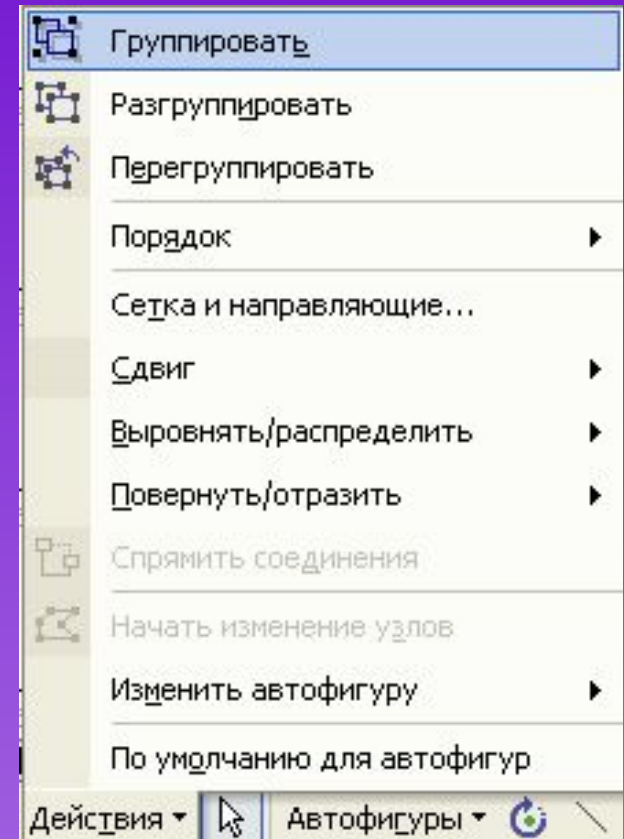 Группировать
Разгруппировать
Перегруппировать
Порядок
Сетка и направляющие...
Сдвиг
Выровнять/распределить
Повернуть/отразить
Спрямить соединения
Начать изменение узлов
Изменить автофигуру
По умолчанию для автофигур
Действия Автофигуры